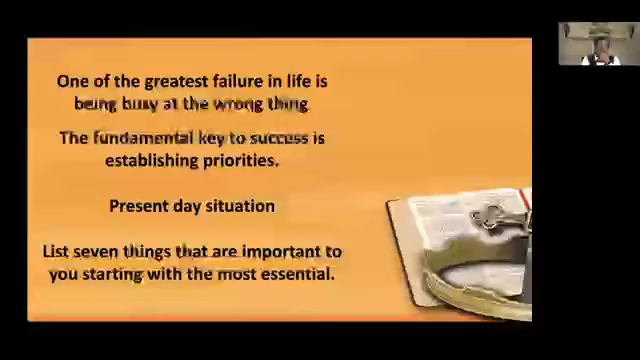 One of the greatest failure in life is
being busy at the wrong thing
The fundamental key to success is
establishing priorities.
Present day situation
List seven things that are important to
you starting with the most essential.